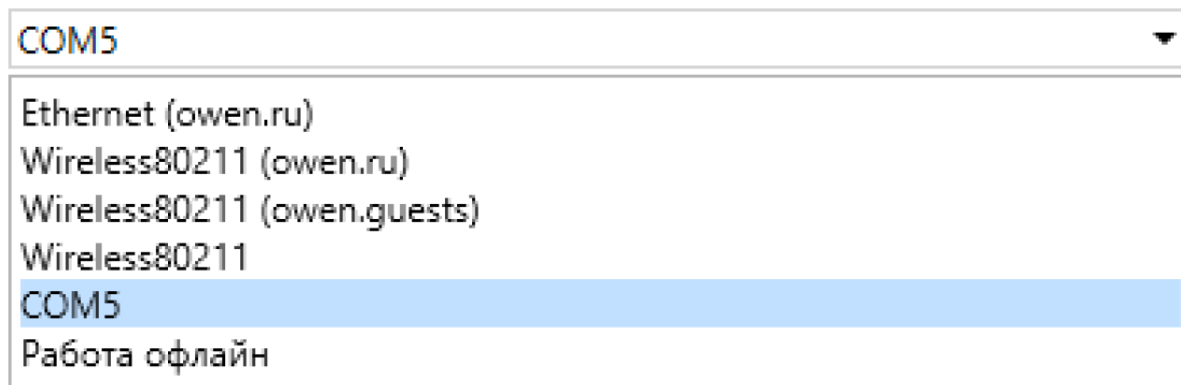 COM5
Ethernet (owen.ru)
Wireless80211 (owen.ru)
Wireless80211 (owen.guests)
Wireless80211
COM5
Работа офлайн